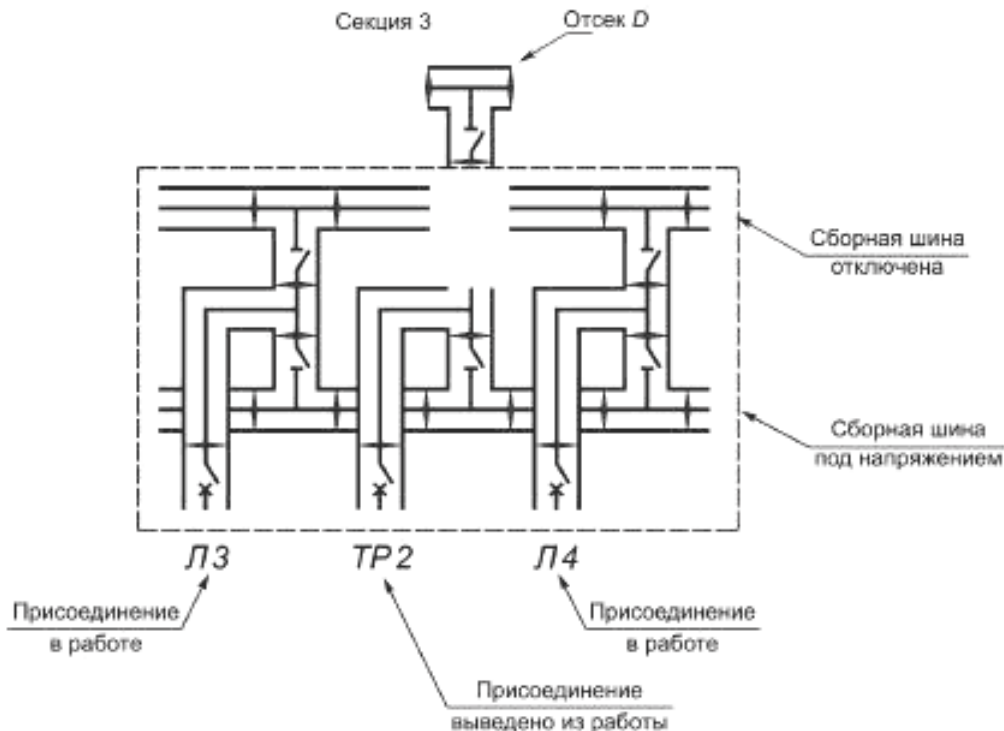 Секция 3
Отсек D
Сборная шина
отключена
Сборная шина
под напряжением
Л3
ТР2
Л4
Присоединение
в работе
Присоединение
в работе
Присоединение
выведено из работы